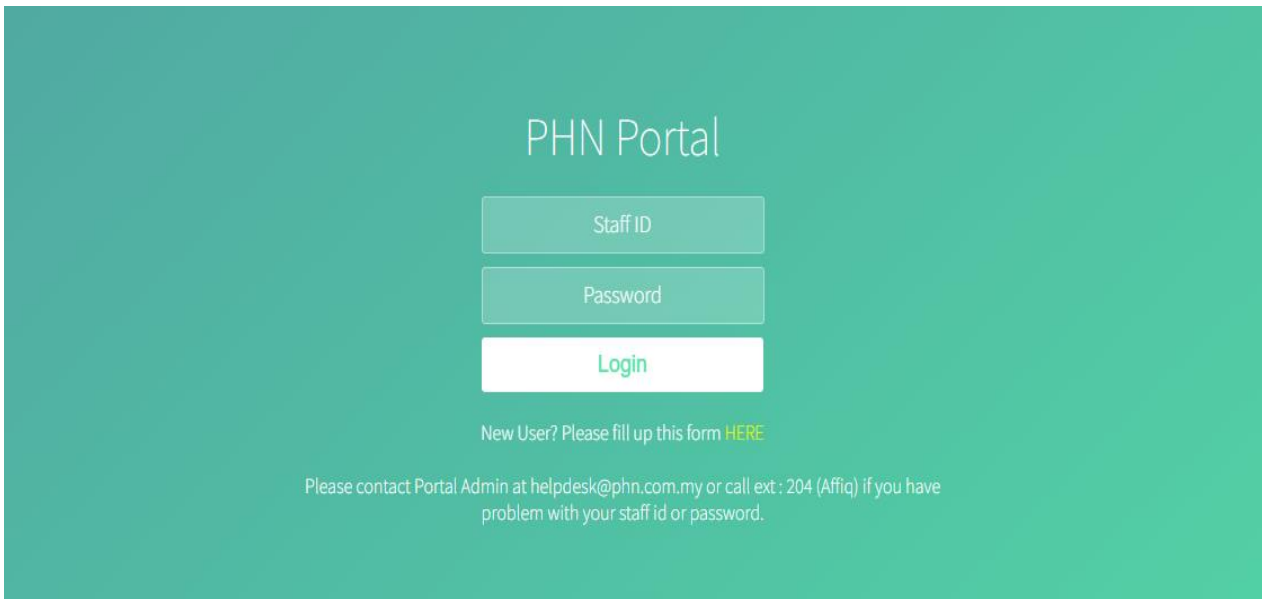 PHN Portal
Staff ID
Password
Login
New User? Please fill up this form HERE
Please contact Portal Admin at helpdesk@phn.com.my or call ext : 204 (Affiq) if you have
problem with your staff id or password.